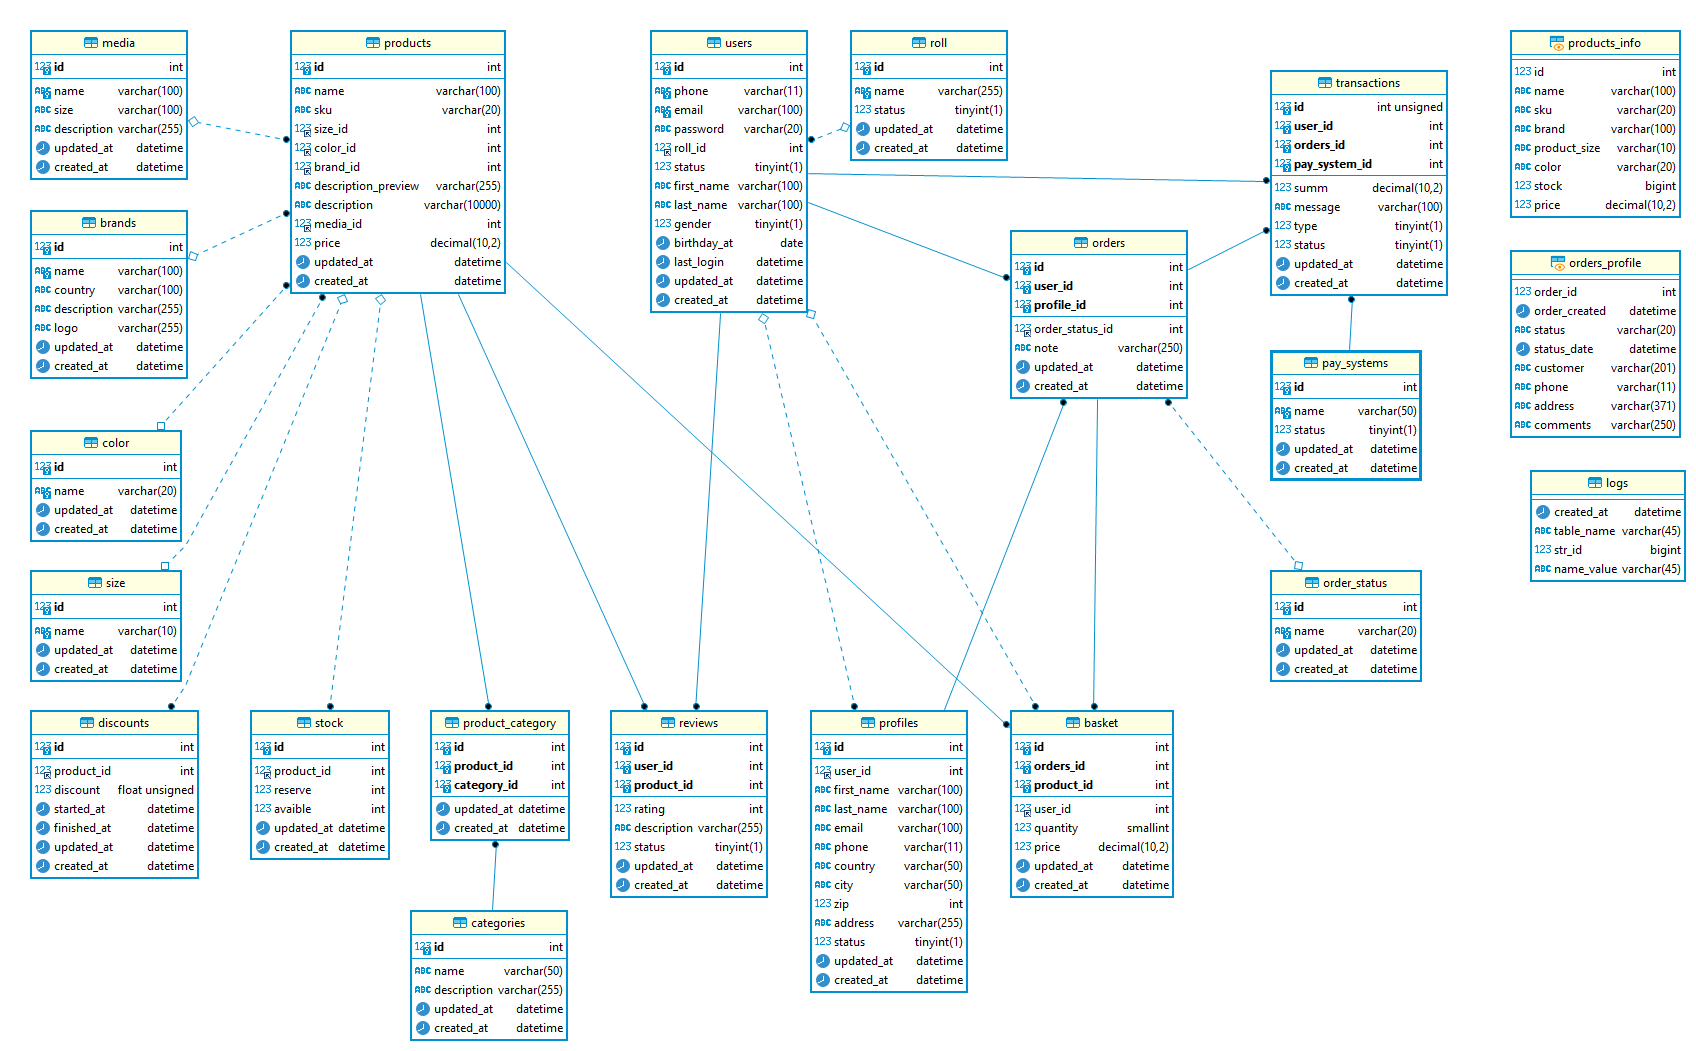 media
id int
name varchar(100)
size varchar(100)
description varchar(255)
updated_at datetime
created_at datetime
products
id int
name varchar(100)
sku varchar(20)
size_id int
color_id int
brand_id int
description_preview varchar(255)
description varchar(10000)
media_id int
price decimal(10,2)
updated_at datetime
created_at datetime
users
id int
phone varchar(11)
email varchar(100)
password varchar(20)
roll_id int
status tinyint(1)
first_name varchar(100)
last_name varchar(100)
gender tinyint(1)
birthday_at date
last_login datetime
updated_at datetime
created_at datetime
roll
id int
name varchar(255)
status tinyint(1)
updated_at datetime
created_at datetime
transactions
id int unsigned
user_id int
orders_id int
pay_system_id int
summ decimal(10,2)
message varchar(100)
type tinyint(1)
status tinyint(1)
updated_at datetime
created_at datetime
products_info
id int
name varchar(100)
sku varchar(20)
brand varchar(100)
product_size varchar(10)
color varchar(20)
stock bigint
price decimal(10,2)
brands
id int
name varchar(100)
country varchar(100)
description varchar(255)
logo varchar(255)
updated_at datetime
created_at datetime
orders
id int
user_id int
profile_id int
order_status_id int
note varchar(250)
updated_at datetime
created_at datetime
orders_profile
order_id int
order_created datetime
status varchar(20)
status_date datetime
customer varchar(201)
phone varchar(11)
address varchar(371)
comments varchar(250)
pay_systems
id int
name varchar(50)
status tinyint(1)
updated_at datetime
created_at datetime
color
id int
name varchar(20)
updated_at datetime
created_at datetime
logs
created_at datetime
table_name varchar(45)
str_id bigint
name_value varchar(45)
size
id int
name varchar(10)
updated_at datetime
created_at datetime
order_status
id int
name varchar(20)
updated_at datetime
created_at datetime
discounts
id int
product_id int
discount float unsigned
started_at datetime
finished_at datetime
updated_at datetime
created_at datetime
stock
id int
product_id int
reserve int
avaible int
updated_at datetime
created_at datetime
product_category
id int
product_id int
category_id int
updated_at datetime
created_at datetime
reviews
id int
user_id int
product_id int
rating int
description varchar(255)
status tinyint(1)
updated_at datetime
created_at datetime
profiles
id int
user_id int
first_name varchar(100)
last_name varchar(100)
email varchar(100)
phone varchar(11)
country varchar(50)
city varchar(50)
zip int
address varchar(255)
status tinyint(1)
updated_at datetime
created_at datetime
basket
id int
orders_id int
product_id int
user_id int
quantity smallint
price decimal(10,2)
updated_at datetime
created_at datetime
categories
id int
name varchar(50)
description varchar(255)
updated_at datetime
created_at datetime